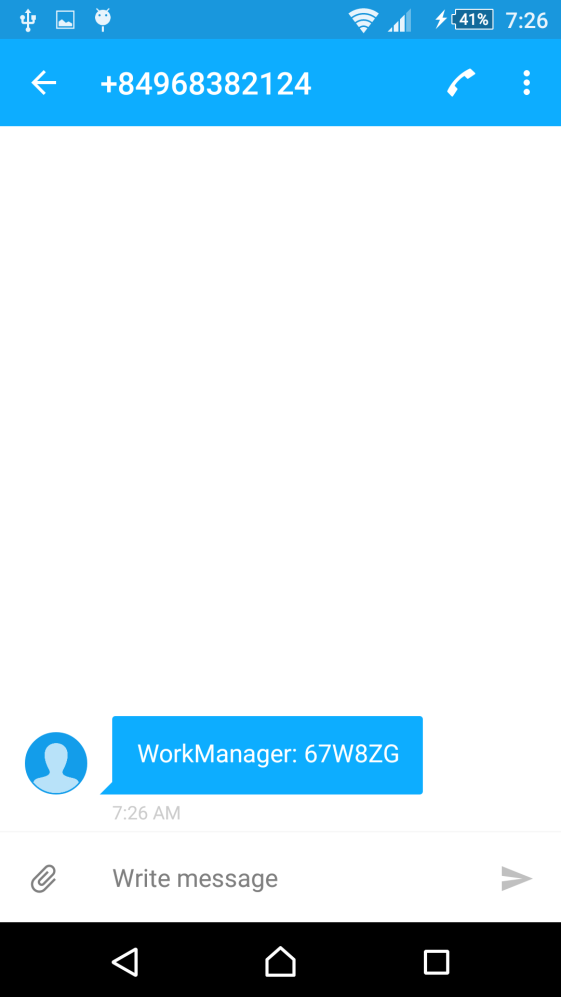 41% 7:26
+84968382124
WorkManager: 67W8ZG
7:26 AM
Write message